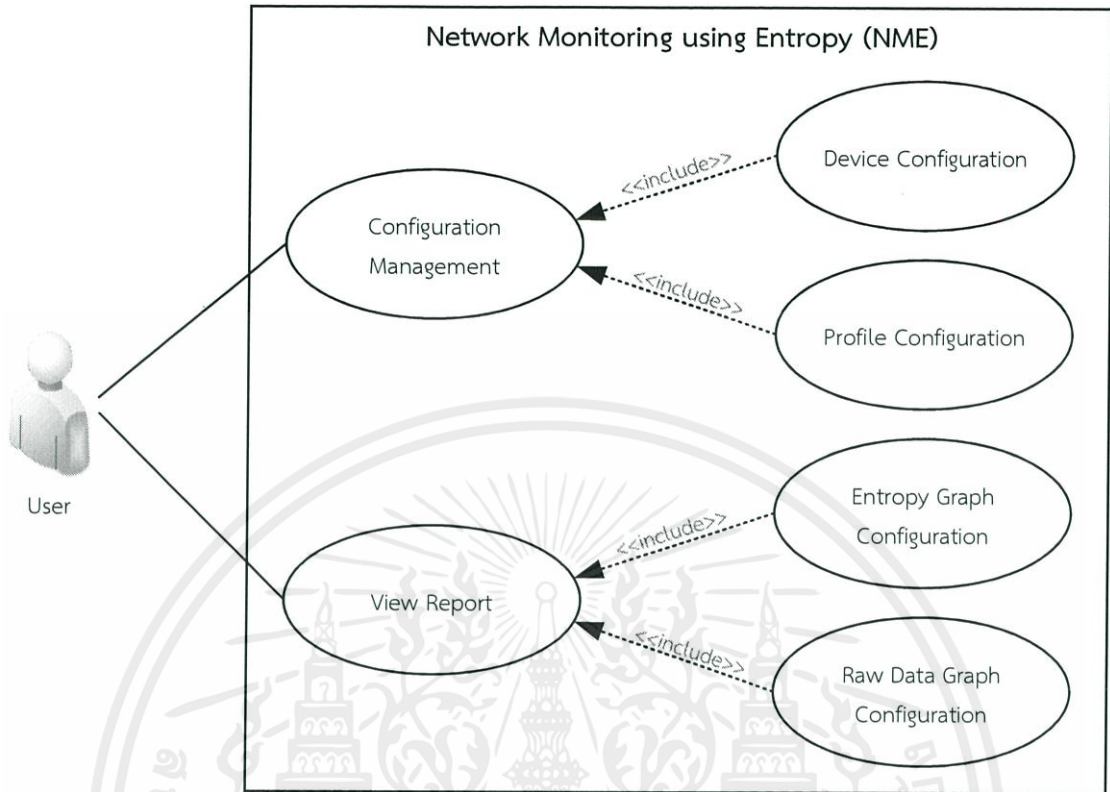 Network Monitoring using Entropy (NME)
Device Configuration
<<include>>
Configuration
Management
<<include>>
Profile Configuration
User
Entropy Graph
Configuration
<<include>>
View Report
<<include>>
Raw Data Graph
Configuration